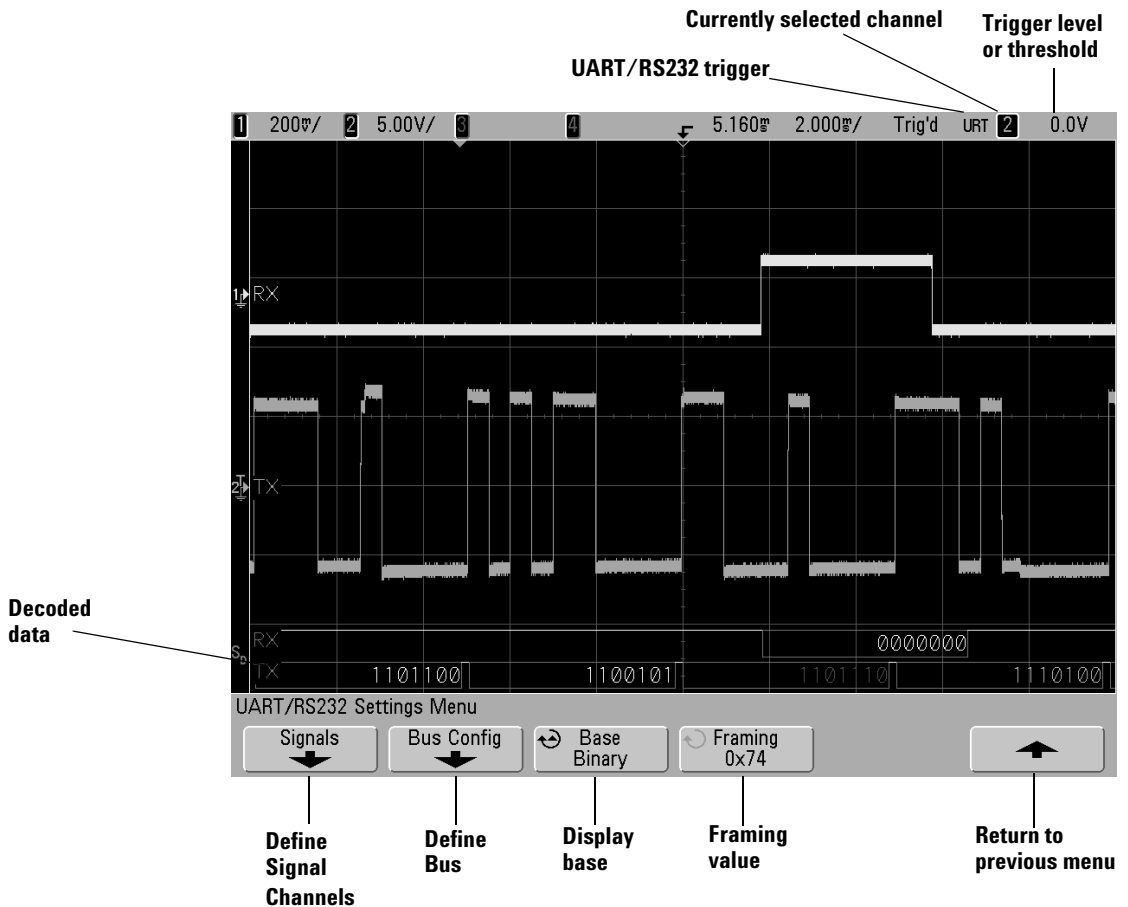 Currently selected channel
Trigger level
or threshold
UART/RS232 trigger
1 200mV/ 2 5.00V/ 3 4 5.160ms 2.000ms/ Trig'd URT 2 0.0V
1 RX
2 T TX
Decoded
data
RX 0000000
SD
TX 1101100 1100101 1101110 1110100
UART/RS232 Settings Menu
Signals
Bus Config
Base
Binary
Framing
0x74
Define
Signal
Channels
Define
Bus
Display
base
Framing
value
Return to
previous menu